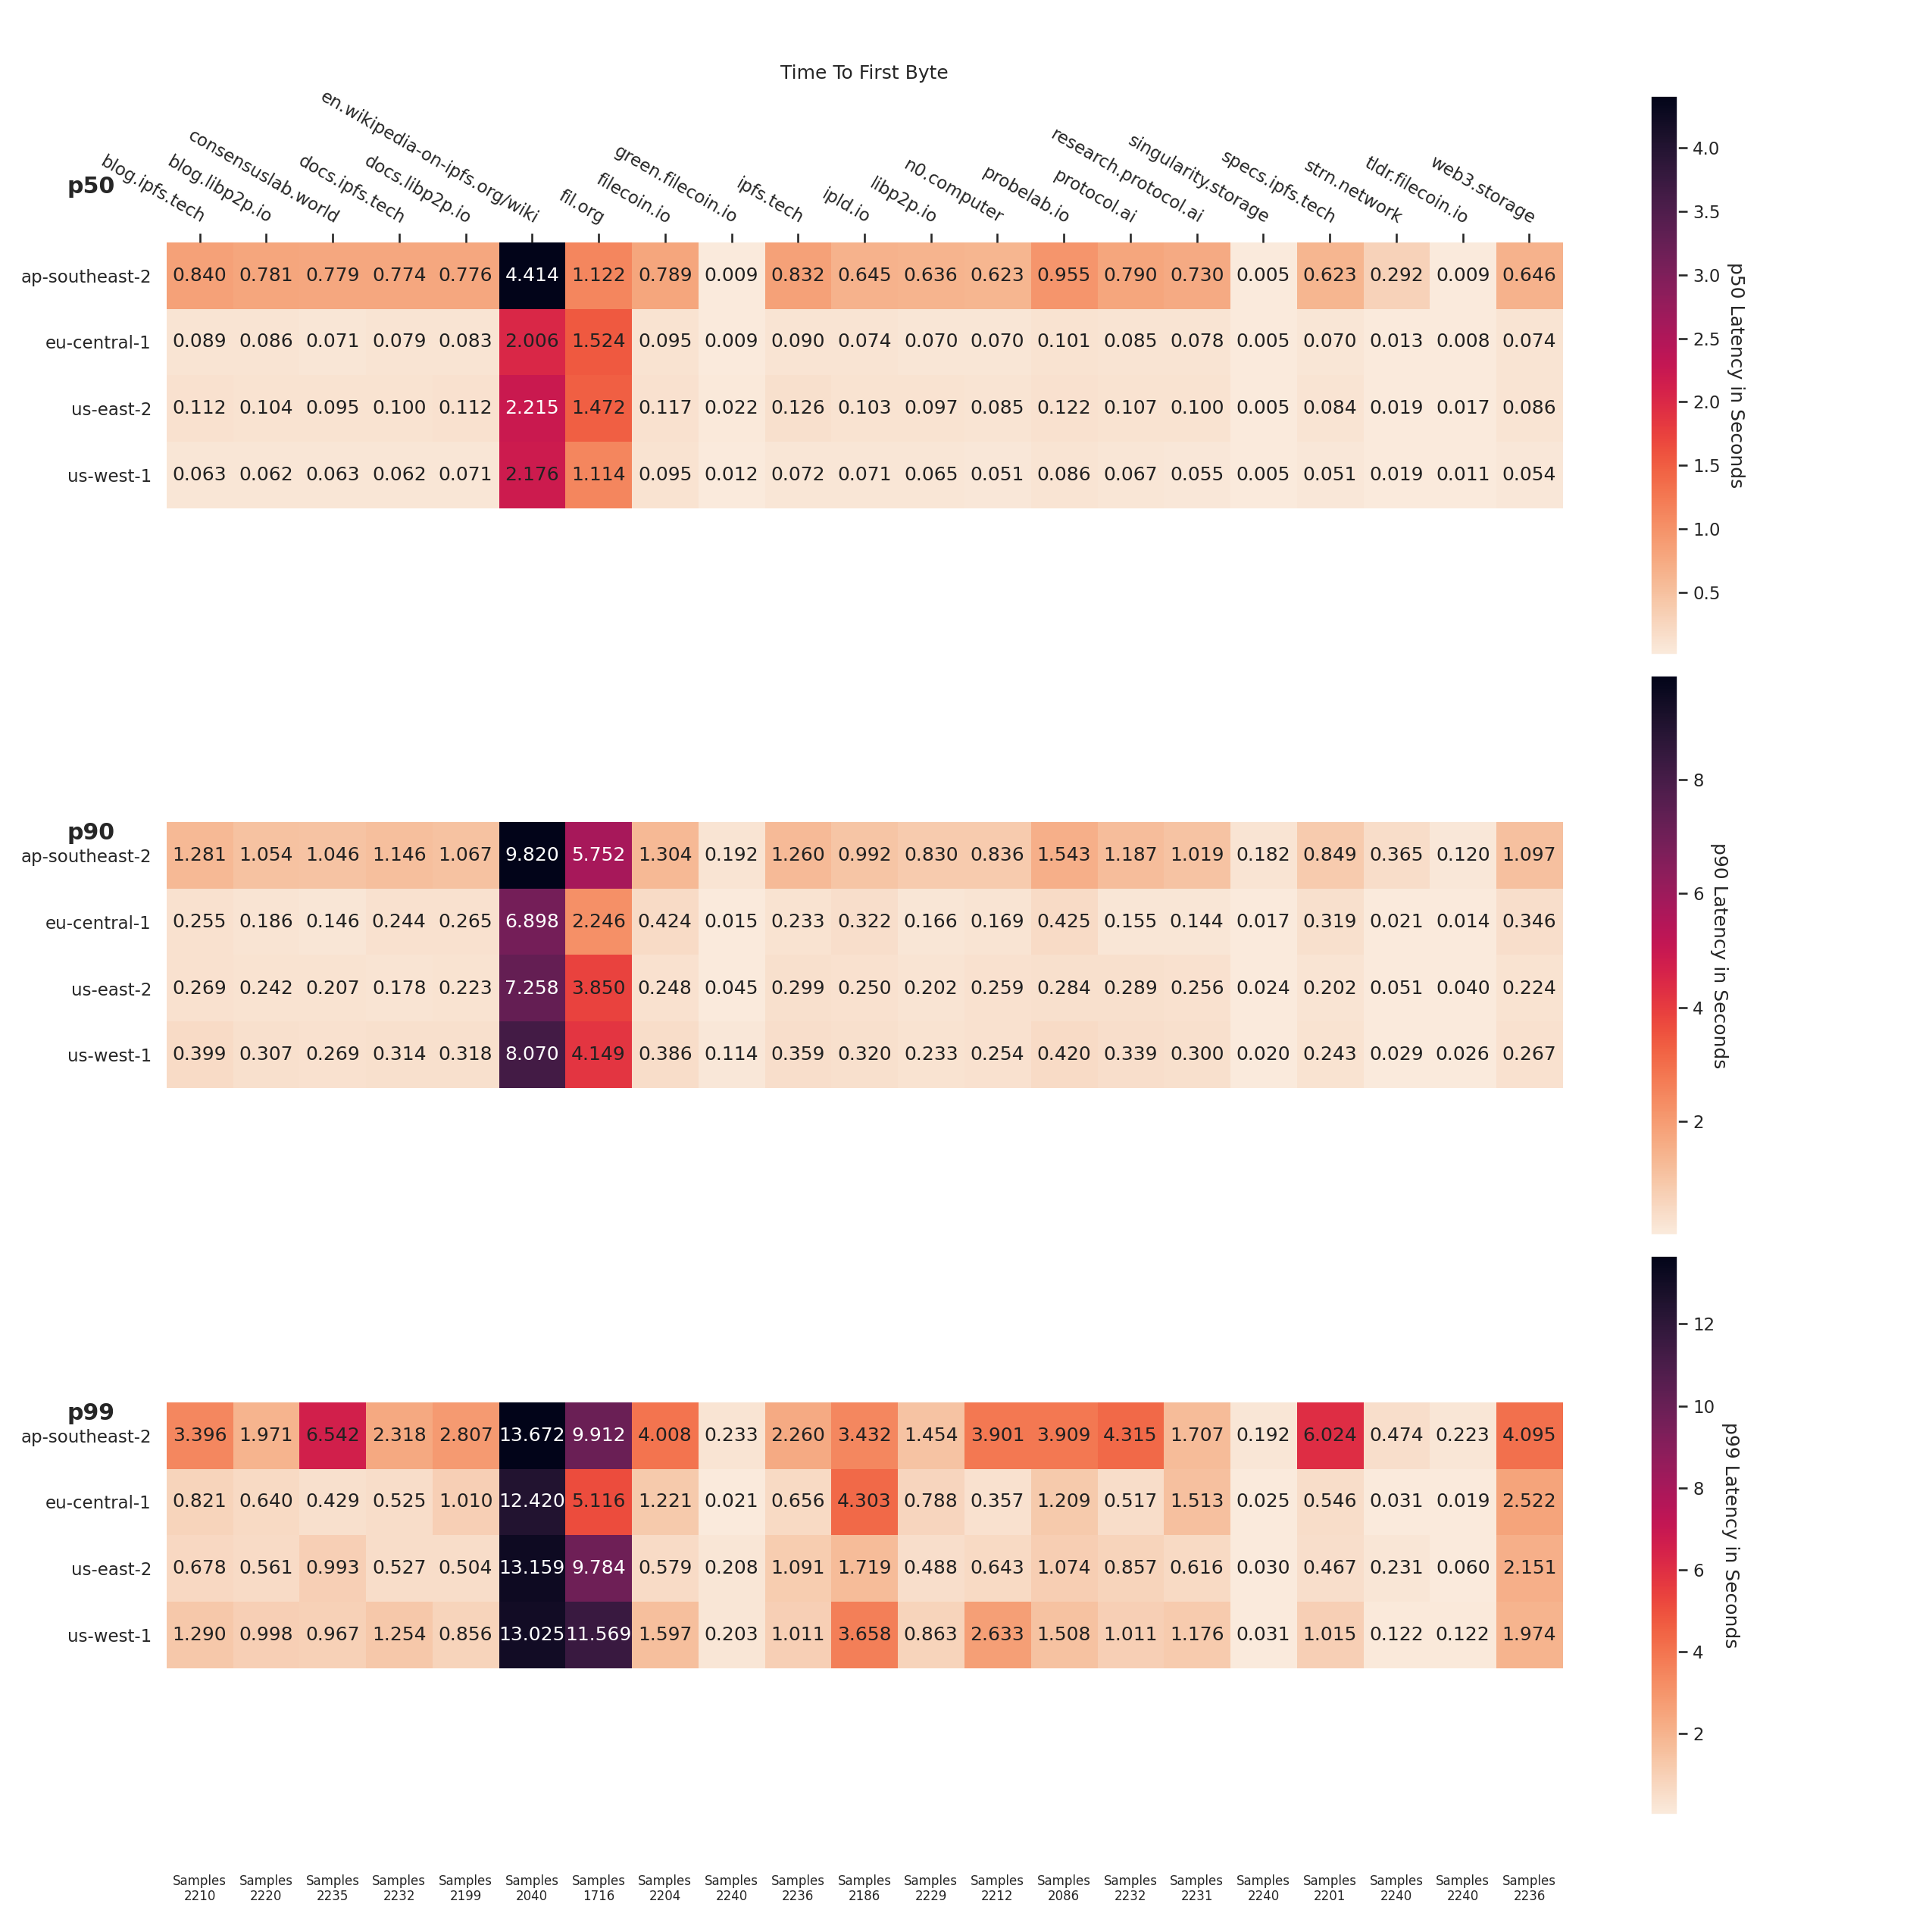 Time To First Byte
p50
blog.ipfs.tech
blog.libp2p.io
consensuslab.world
docs.ipfs.tech
docs.libp2p.io
en.wikipedia-on-ipfs.org/wiki
fil.org
filecoin.io
green.filecoin.io
ipfs.tech
ipld.io
libp2p.io
n0.computer
probelab.io
protocol.ai
research.protocol.ai
singularity.storage
specs.ipfs.tech
strn.network
tldr.filecoin.io
web3.storage
ap-southeast-2 0.840 0.781 0.779 0.774 0.776 4.414 1.122 0.789 0.009 0.832 0.645 0.636 0.623 0.955 0.790 0.730 0.005 0.623 0.292 0.009 0.646
eu-central-1 0.089 0.086 0.071 0.079 0.083 2.006 1.524 0.095 0.009 0.090 0.074 0.070 0.070 0.101 0.085 0.078 0.005 0.070 0.013 0.008 0.074
us-east-2 0.112 0.104 0.095 0.100 0.112 2.215 1.472 0.117 0.022 0.126 0.103 0.097 0.085 0.122 0.107 0.100 0.005 0.084 0.019 0.017 0.086
us-west-1 0.063 0.062 0.063 0.062 0.071 2.176 1.114 0.095 0.012 0.072 0.071 0.065 0.051 0.086 0.067 0.055 0.005 0.051 0.019 0.011 0.054
4.0
3.5
3.0
2.5
2.0
1.5
1.0
0.5
p50 Latency in Seconds
p90
ap-southeast-2 1.281 1.054 1.046 1.146 1.067 9.820 5.752 1.304 0.192 1.260 0.992 0.830 0.836 1.543 1.187 1.019 0.182 0.849 0.365 0.120 1.097
eu-central-1 0.255 0.186 0.146 0.244 0.265 6.898 2.246 0.424 0.015 0.233 0.322 0.166 0.169 0.425 0.155 0.144 0.017 0.319 0.021 0.014 0.346
us-east-2 0.269 0.242 0.207 0.178 0.223 7.258 3.850 0.248 0.045 0.299 0.250 0.202 0.259 0.284 0.289 0.256 0.024 0.202 0.051 0.040 0.224
us-west-1 0.399 0.307 0.269 0.314 0.318 8.070 4.149 0.386 0.114 0.359 0.320 0.233 0.254 0.420 0.339 0.300 0.020 0.243 0.029 0.026 0.267
8
6
4
2
p90 Latency in Seconds
p99
ap-southeast-2 3.396 1.971 6.542 2.318 2.807 13.672 9.912 4.008 0.233 2.260 3.432 1.454 3.901 3.909 4.315 1.707 0.192 6.024 0.474 0.223 4.095
eu-central-1 0.821 0.640 0.429 0.525 1.010 12.420 5.116 1.221 0.021 0.656 4.303 0.788 0.357 1.209 0.517 1.513 0.025 0.546 0.031 0.019 2.522
us-east-2 0.678 0.561 0.993 0.527 0.504 13.159 9.784 0.579 0.208 1.091 1.719 0.488 0.643 1.074 0.857 0.616 0.030 0.467 0.231 0.060 2.151
us-west-1 1.290 0.998 0.967 1.254 0.856 13.025 11.569 1.597 0.203 1.011 3.658 0.863 2.633 1.508 1.011 1.176 0.031 1.015 0.122 0.122 1.974
12
10
8
6
4
2
p99 Latency in Seconds
Samples Samples Samples Samples Samples Samples Samples Samples Samples Samples Samples Samples Samples Samples Samples Samples Samples Samples Samples Samples Samples
2210 2220 2235 2232 2199 2040 1716 2204 2240 2236 2186 2229 2212 2086 2232 2231 2240 2201 2240 2240 2236